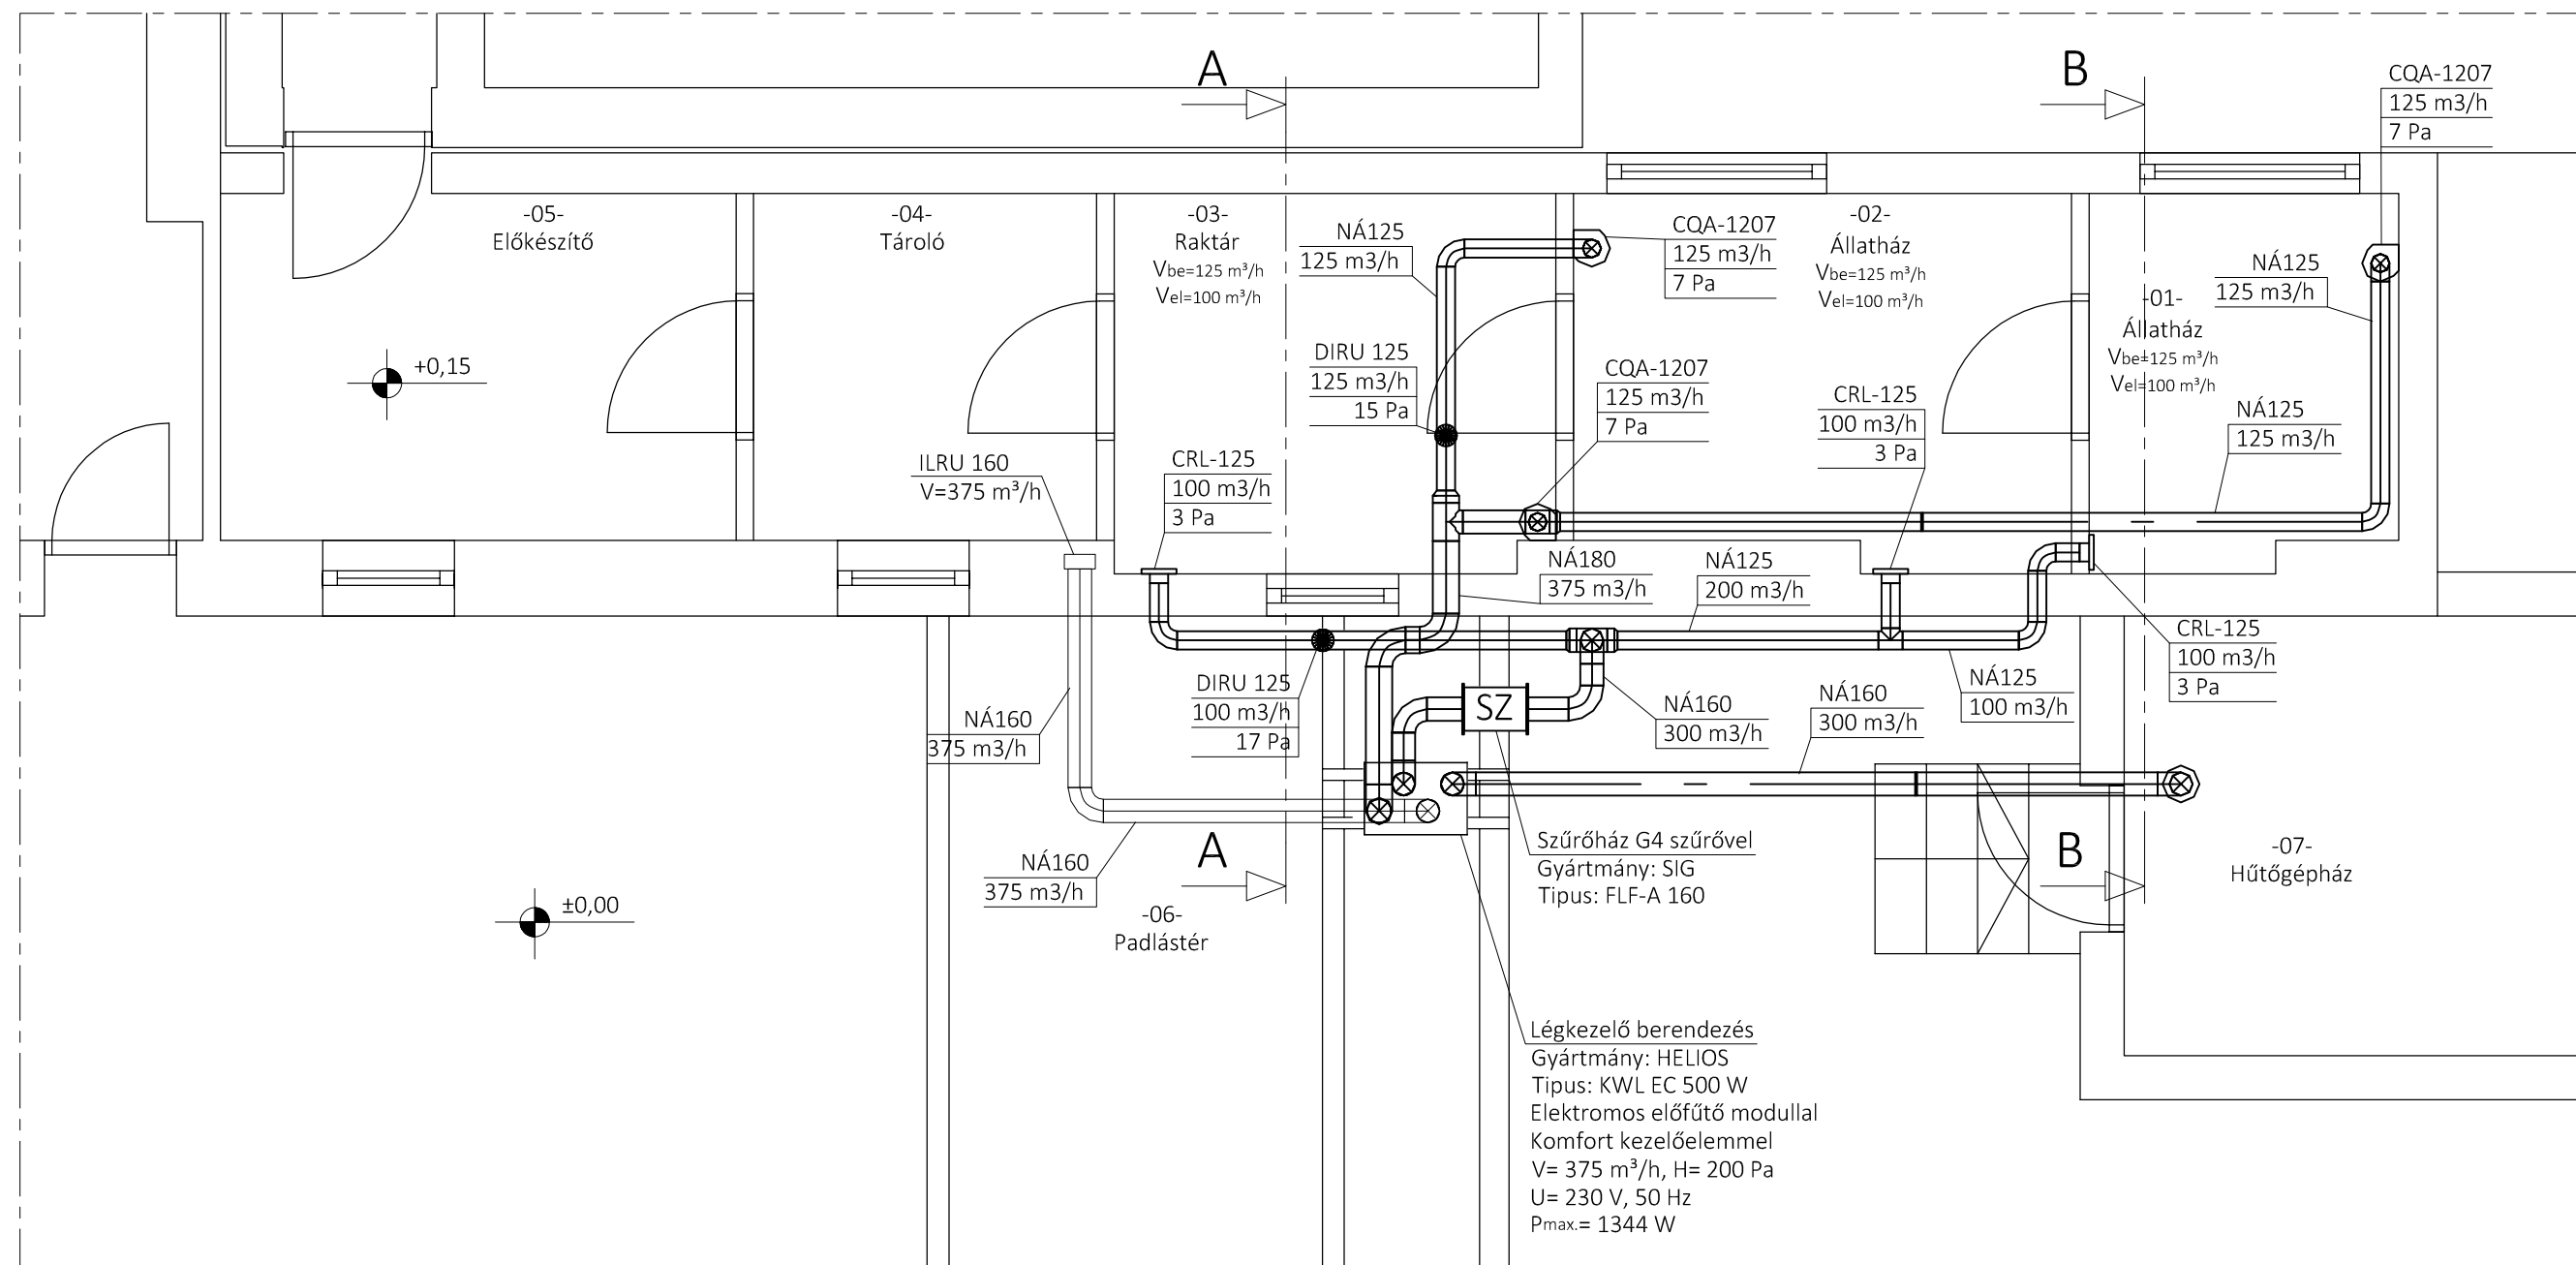 A
B
CQA-1207
125 m3/h
7 Pa
-05-
Előkészítő
-04-
Tároló
-03-
Raktár
Vbe=125 m³/h
Vel=100 m³/h
NÁ125
125 m3/h
CQA-1207
125 m3/h
7 Pa
-02-
Állatház
Vbe=125 m³/h
Vel=100 m³/h
-01-
Állatház
Vbe=125 m³/h
Vel=100 m³/h
NÁ125
125 m3/h
+0,15
DIRU 125
125 m3/h
15 Pa
CQA-1207
125 m3/h
7 Pa
CRL-125
100 m3/h
3 Pa
NÁ125
125 m3/h
ILRU 160
V=375 m³/h
CRL-125
100 m3/h
3 Pa
NÁ180
375 m3/h
NÁ125
200 m3/h
CRL-125
100 m3/h
3 Pa
NÁ160
375 m3/h
DIRU 125
100 m3/h
17 Pa
SZ
NÁ160
300 m3/h
NÁ160
300 m3/h
NÁ125
100 m3/h
NÁ160
375 m3/h
A
B
Szűrőház G4 szűrővel
Gyártmány: SIG
Tipus: FLF-A 160
-07-
Hűtőgépház
±0,00
-06-
Padlástér
Légkezelő berendezés
Gyártmány: HELIOS
Tipus: KWL EC 500 W
Elektromos előfűtő modullal
Komfort kezelőelemmel
V= 375 m³/h, H= 200 Pa
U= 230 V, 50 Hz
Pmax.= 1344 W